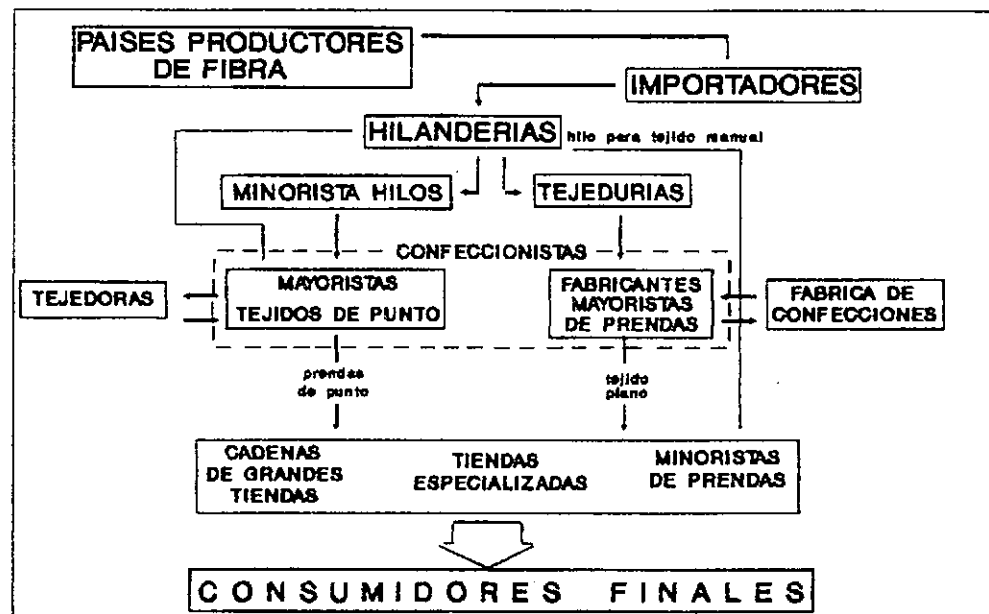 PAISES PRODUCTORES
DE FIBRA
IMPORTADORES
HILANDERIAS
hilo para tejido manual
MINORISTA HILOS
TEJEDURIAS
CONFECCIONISTAS
TEJEDORAS
MAYORISTAS
TEJIDOS DE PUNTO
FABRICANTES
MAYORISTAS
DE PRENDAS
FABRICA DE
CONFECCIONES
prendas
de punto
tejido
plano
CADENAS
DE GRANDES
TIENDAS
TIENDAS
ESPECIALIZADAS
MINORISTAS
DE PRENDAS
CONSUMIDORES FINALES